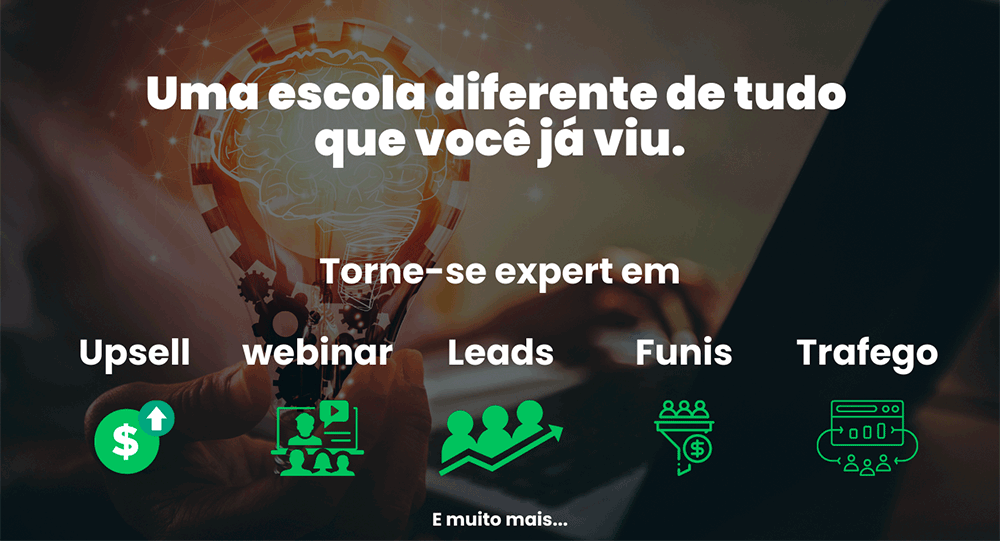 Uma escola diferente de tudo
que você já viu.
Torne-se expert em
Upsell webinar Leads Funis Trafego
$ $
E muito mais...